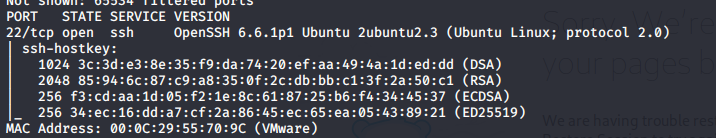 Not shown: 65534 filtered ports
PORT STATE SERVICE VERSION
22/tcp open ssh OpenSSH 6.6.1p1 Ubuntu 2ubuntu2.3 (Ubuntu Linux; protocol 2.0)
| ssh-hostkey:
| 1024 3c:3d:e3:8e:35:f9:da:74:20:ef:aa:49:4a:1d:ed:dd (DSA)
| 2048 85:94:6c:87:c9:a8:35:0f:2c:db:bb:c1:3f:2a:50:c1 (RSA)
| 256 f3:cd:aa:1d:05:f2:1e:8c:61:87:25:b6:f4:34:45:37 (ECDSA)
|_ 256 34:ec:16:dd:a7:cf:2a:86:45:ec:65:ea:05:43:89:21 (ED25519)
MAC Address: 00:0C:29:55:70:9C (VMware)
Sorry. We're
your pages b
We are having trouble res